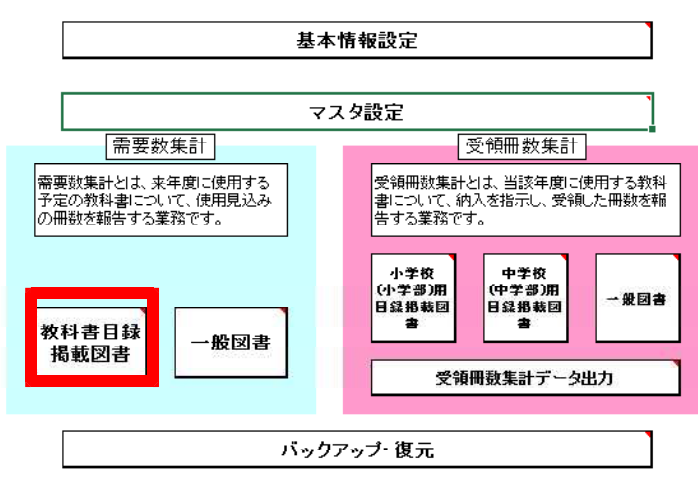 基本情報設定
マスタ設定
需要数集計
需要数集計とは、来年度に使用する
予定の教科書について、使用見込み
の冊数を報告する業務です。
教科書目録
掲載図書
一般図書
受領冊数集計
受領冊数集計とは、当該年度に使用する教科
書について、納入を指示し、受領した冊数を報
告する業務です。
小学校
(小学部)用
目録掲載図
書
中学校
(中学部)用
目録掲載図
書
一般図書
受領冊数集計データ出力
バックアップ・復元